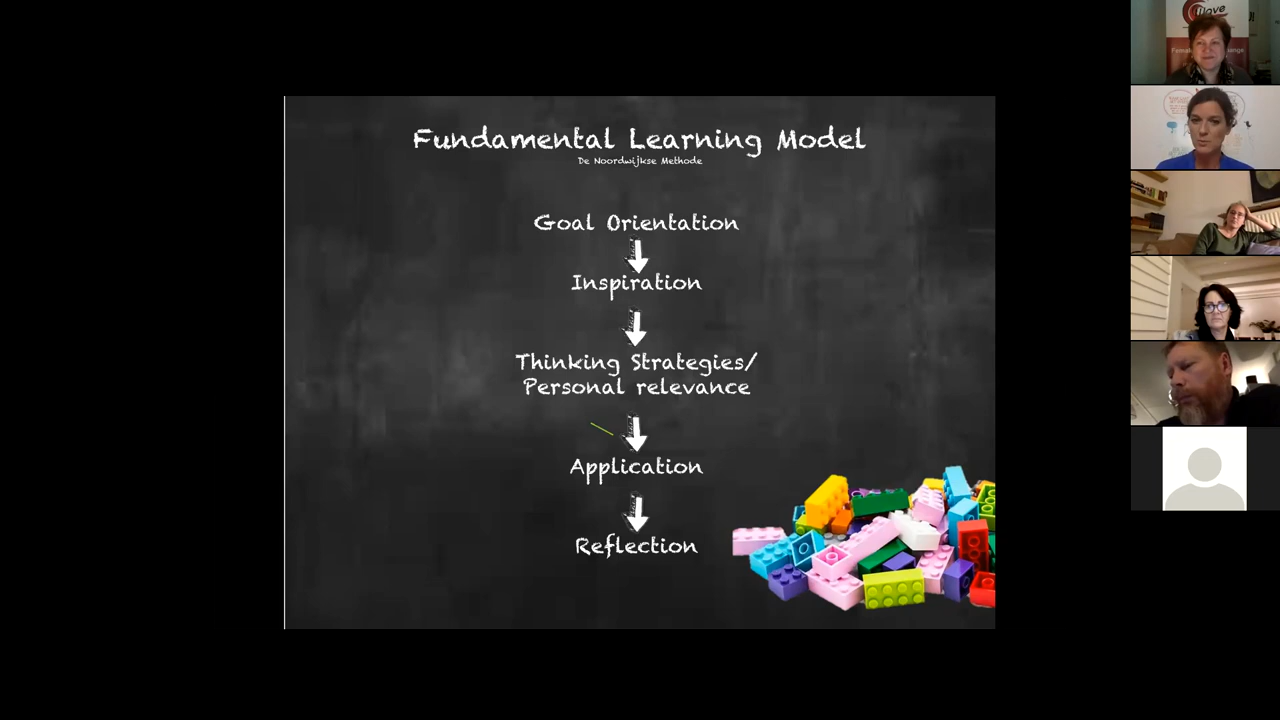 Fundamental Learning Model
De Noordwijkse Methode
Goal Orientation
Inspiration
Thinking Strategies/
Personal relevance
Application
Reflection